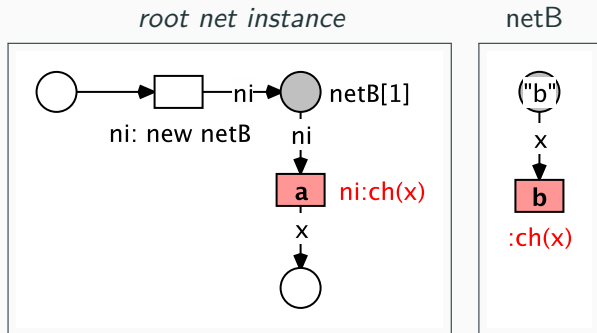 root net instance
netB
ni
netB[1]
"b"
ni: new netB
ni
x
a
ni:ch(x)
b
x
:ch(x)